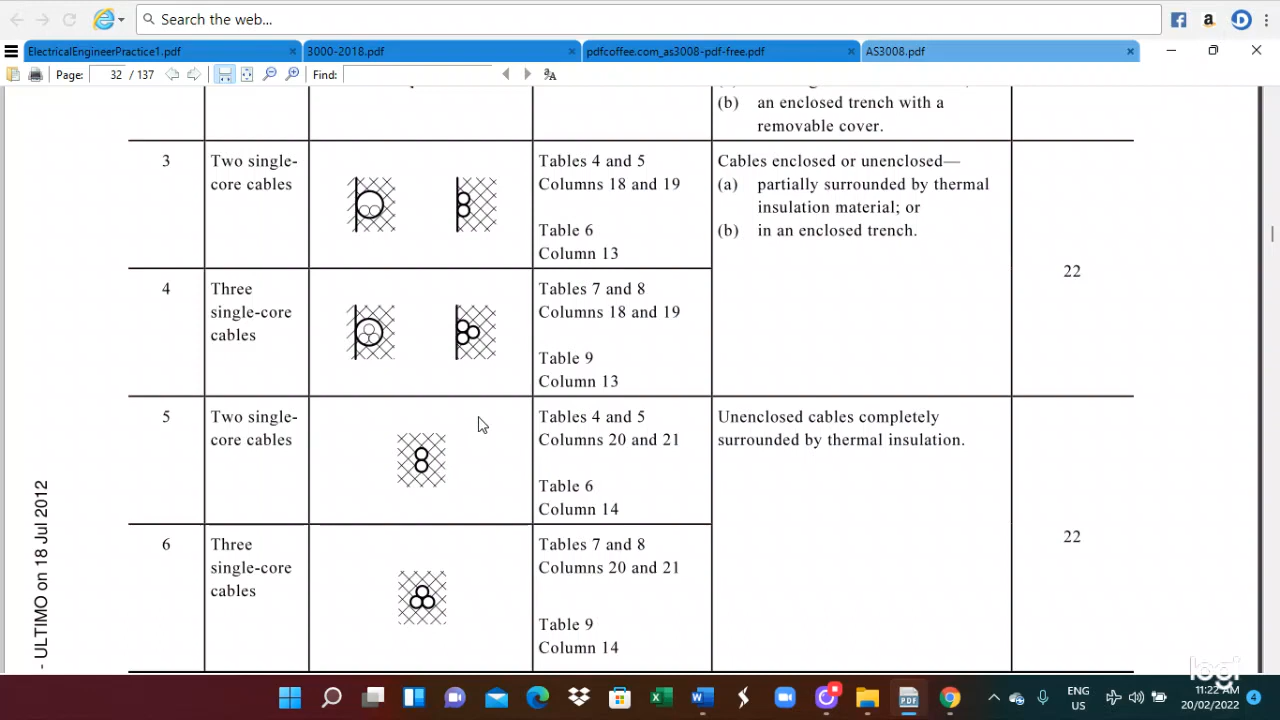 Search the web...
ElectricalEngineerPractice1.pdf
3000-2018.pdf
pdfcoffee.com_as3008-pdf-free.pdf
AS3008.pdf
Page: 32 / 137
Find:
(b) an enclosed trench with a
removable cover.
3
Two single-
core cables
Tables 4 and 5
Columns 18 and 19
Table 6
Column 13
Cables enclosed or unenclosed—
(a) partially surrounded by thermal
insulation material; or
(b) in an enclosed trench.
22
4
Three
single-core
cables
Tables 7 and 8
Columns 18 and 19
Table 9
Column 13
5
Two single-
core cables
Tables 4 and 5
Columns 20 and 21
Table 6
Column 14
Unenclosed cables completely
surrounded by thermal insulation.
22
6
Three
single-core
cables
Tables 7 and 8
Columns 20 and 21
Table 9
Column 14
- ULTIMO on 18 Jul 2012
logi
ENG
US
11:22 AM
20/02/2022
4